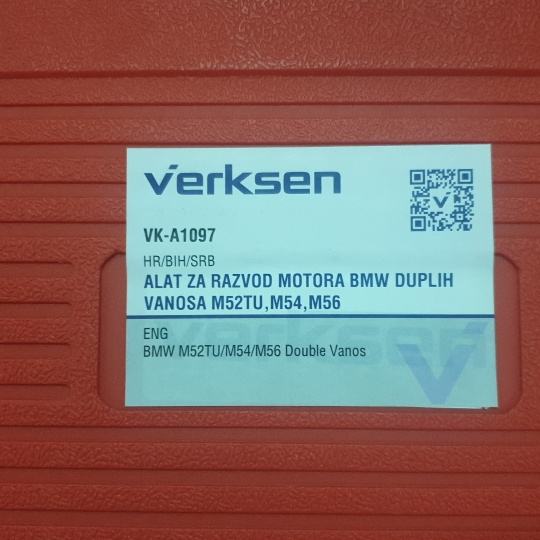 Verksen
VK-A1097
HR/BIH/SRB
ALAT ZA RAZVOD MOTORA BMW DUPLIH
VANOSA M52TU,M54,M56
ENG
BMW M52TU/M54/M56 Double Vanos